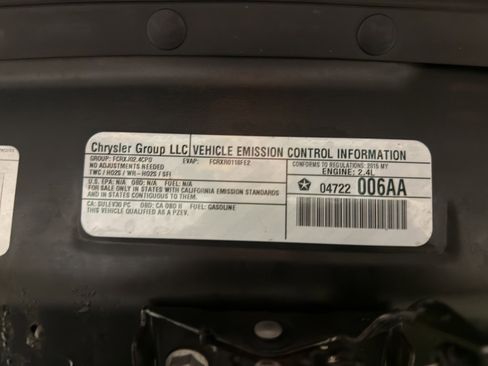 Chrysler Group LLC VEHICLE EMISSION CONTROL INFORMATION
GROUP: FCRXJ02.4CP0 EVAP: FCRXR0118FE2 CONFORMS TO REGULATIONS: 2015 MY
NO ADJUSTMENTS NEEDED ENGINE: 2.4L
TWC / HO2S / WR-HO2S / SFI
04722 006AA
U.S. EPA: N/A OBD: N/A FUEL: N/A
FOR SALE ONLY IN STATES WITH CALIFORNIA EMISSION STANDARDS
AND IN STATES CONTIGUOUS TO THEM.
CA: SULEV30 PC OBD: CA OBD II FUEL: GASOLINE
THIS VEHICLE QUALIFIED AS A PZEV.